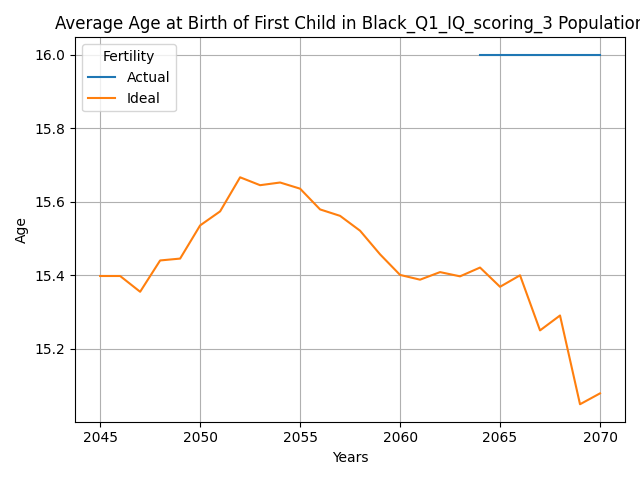 Average Age at Birth of First Child in Black_Q1_IQ_scoring_3 Population
Fertility
Actual
Ideal
16.0
15.8
15.6
15.4
15.2
Age
2045 2050 2055 2060 2065 2070
Years